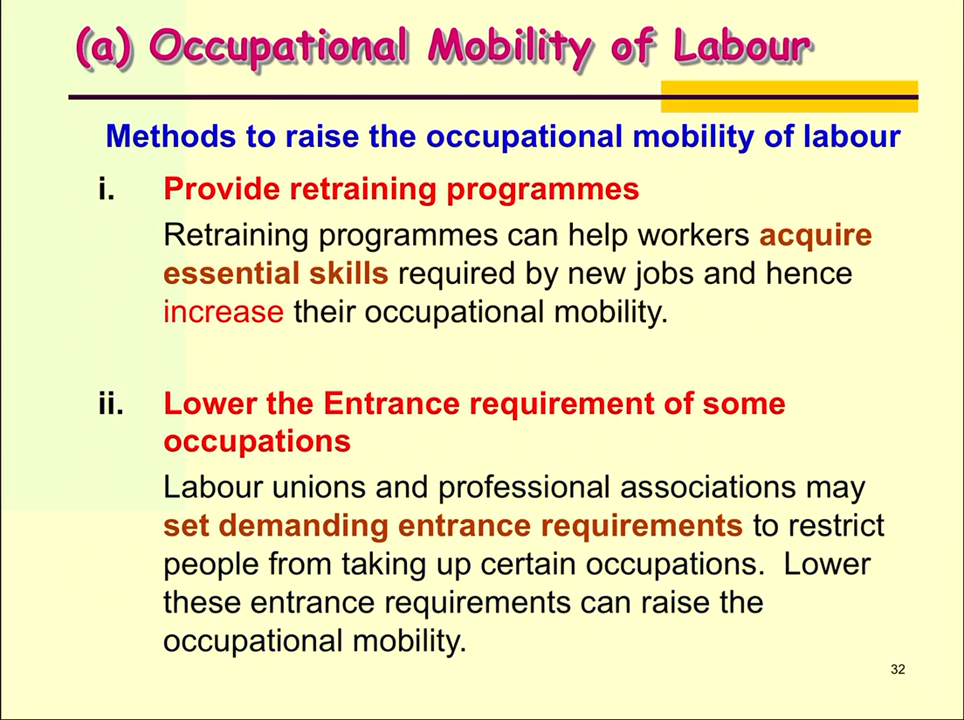 (a) Occupational Mobility of Labour
Methods to raise the occupational mobility of labour
i. Provide retraining programmes
Retraining programmes can help workers acquire
essential skills required by new jobs and hence
increase their occupational mobility.
ii. Lower the Entrance requirement of some
occupations
Labour unions and professional associations may
set demanding entrance requirements to restrict
people from taking up certain occupations. Lower
these entrance requirements can raise the
occupational mobility.
32